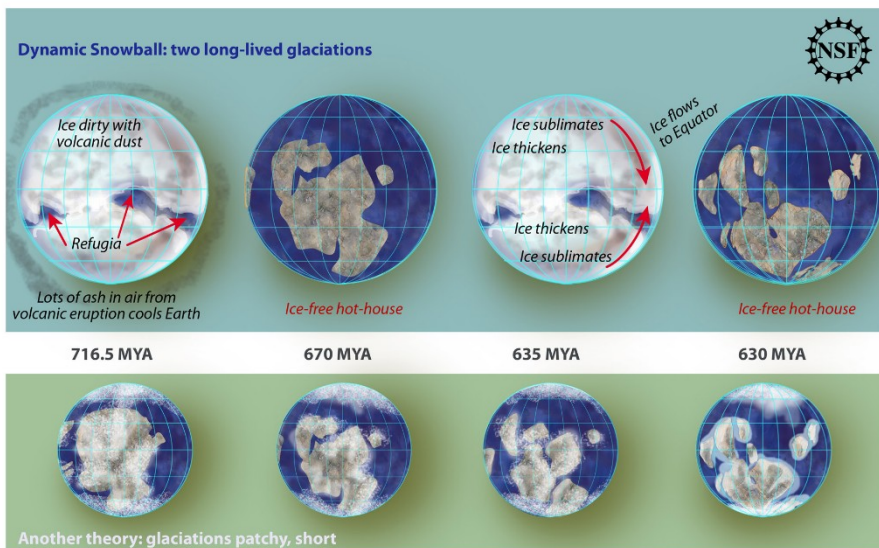 Dynamic Snowball: two long-lived glaciations
NSF
Ice dirty with
volcanic dust
Refugia
Lots of ash in air from
volcanic eruption cools Earth
Ice-free hot-house
Ice sublimates
Ice thickens
Ice flows
to Equator
Ice thickens
Ice sublimates
Ice-free hot-house
716.5 MYA
670 MYA
635 MYA
630 MYA
Another theory: glaciations patchy, short